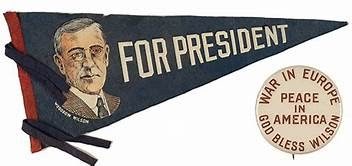 FOR PRESIDENT
WOODROW WILSON
WAR IN EUROPE
PEACE
IN
AMERICA
GOD BLESS WILSON